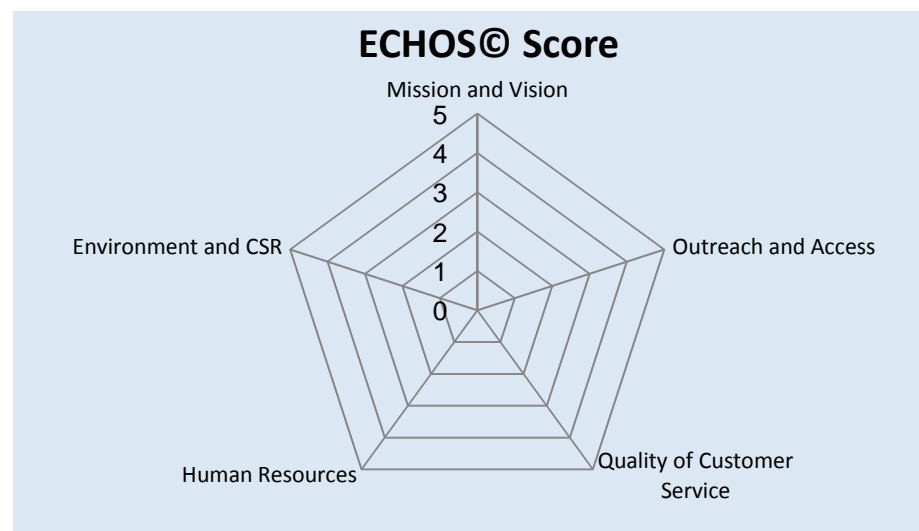 ECHOS© Score
Mission and Vision
5
4
3
2
1
0
Environment and CSR
Outreach and Access
Human Resources
Quality of Customer
Service